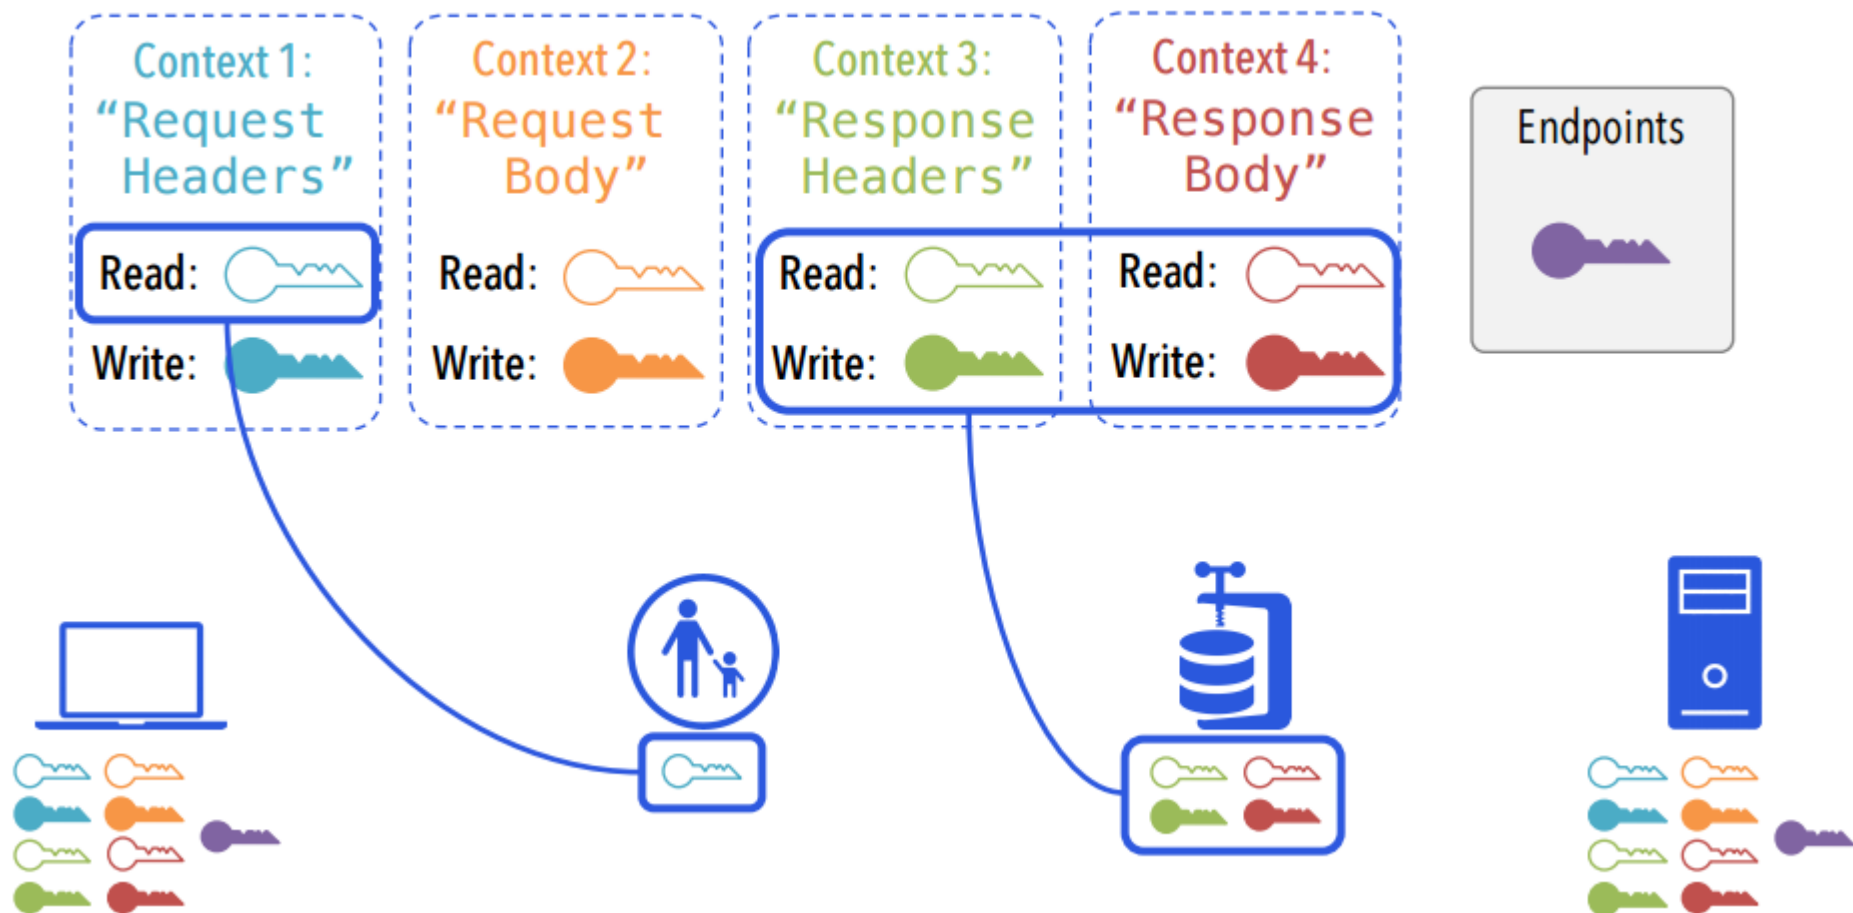 Context 1:
“Request
Headers”
Read:
Write:
Context 2:
“Request
Body”
Read:
Write:
Context 3:
“Response
Headers”
Read:
Write:
Context 4:
“Response
Body”
Read:
Write:
Endpoints